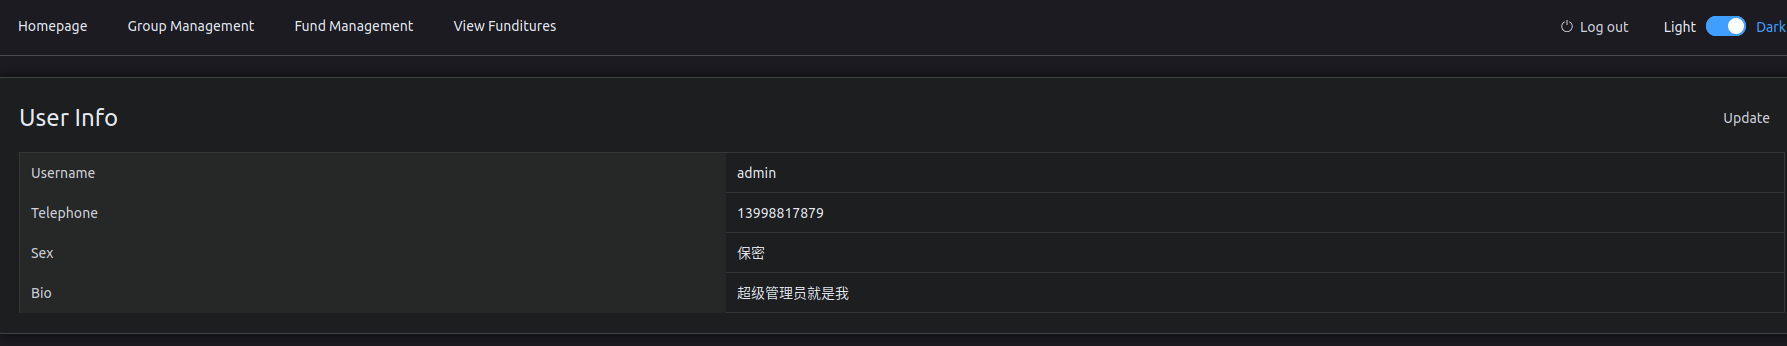 Homepage Group Management Fund Management View Funditures Log out Light Dark
User Info Update
Username admin
Telephone 13998817879
Sex 保密
Bio 超级管理员就是我